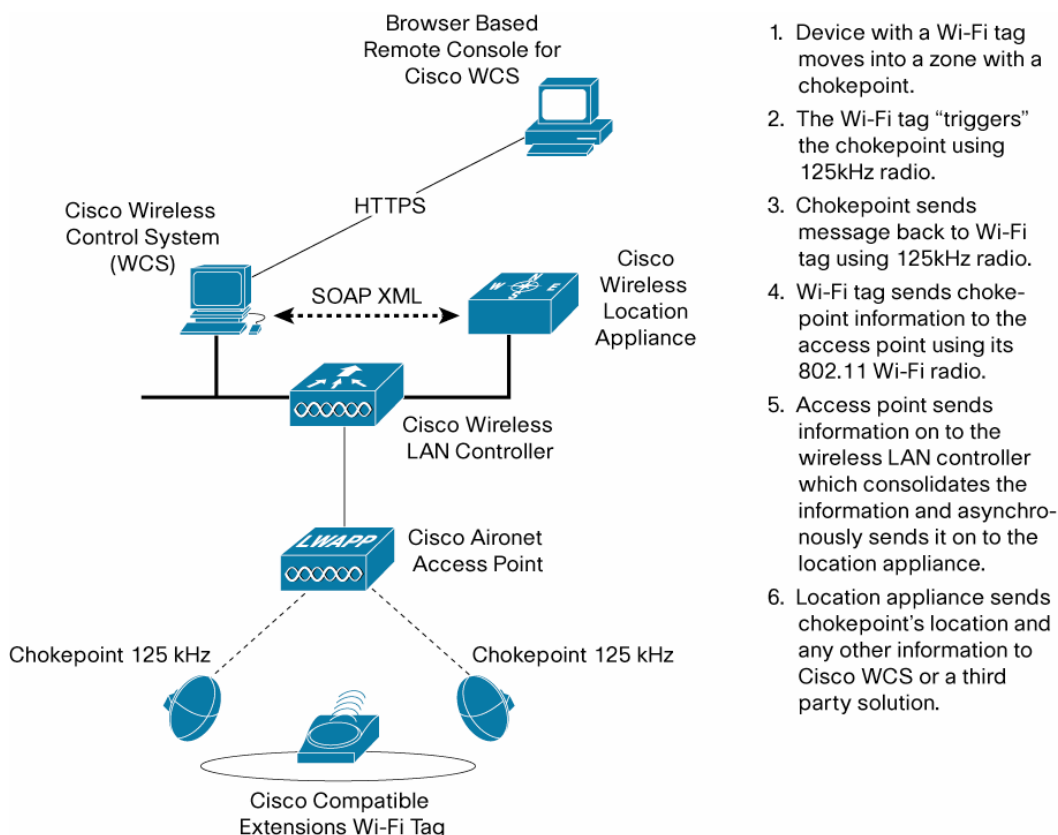 Browser Based
Remote Console for
Cisco WCS
HTTPS
Cisco Wireless
Control System
(WCS)
SOAP XML
Cisco
Wireless
Location
Appliance
N
W
E
S
Cisco Wireless
LAN Controller
LWAPP
Cisco Aironet
Access Point
Chokepoint 125 kHz
Chokepoint 125 kHz
Cisco Compatible
Extensions Wi-Fi Tag
1. Device with a Wi-Fi tag
moves into a zone with a
chokepoint.
2. The Wi-Fi tag “triggers”
the chokepoint using
125kHz radio.
3. Chokepoint sends
message back to Wi-Fi
tag using 125kHz radio.
4. Wi-Fi tag sends choke-
point information to the
access point using its
802.11 Wi-Fi radio.
5. Access point sends
information on to the
wireless LAN controller
which consolidates the
information and asynchro-
nously sends it on to the
location appliance.
6. Location appliance sends
chokepoint’s location and
any other information to
Cisco WCS or a third
party solution.